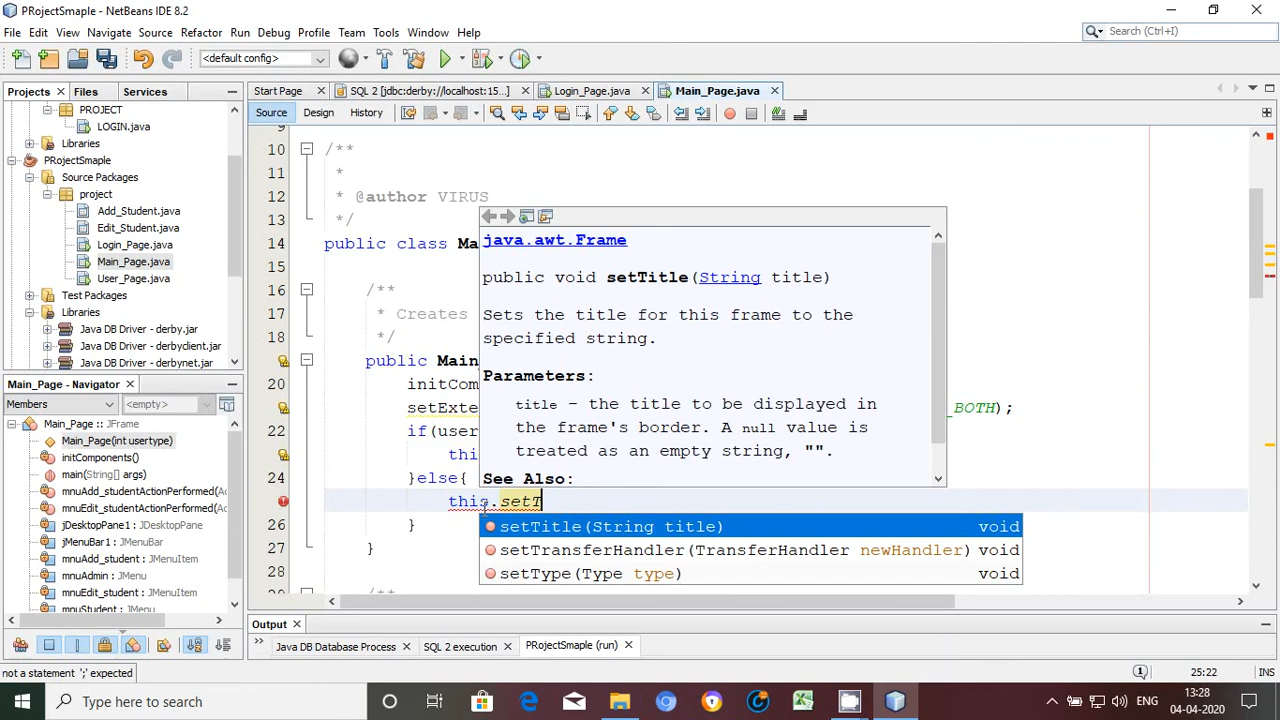 PRojectSmaple - NetBeans IDE 8.2
File Edit View Navigate Source Refactor Run Debug Profile Team Tools Window Help
Search (Ctrl+I)
<default config>
Projects Files Services
Start Page SQL 2 [jdbc:derby://localhost:15... Login_Page.java Main_Page.java
Source Design History
PROJECT
LOGIN.java
Libraries
PRojectSmaple
Source Packages
project
Add_Student.java
Edit_Student.java
Login_Page.java
Main_Page.java
User_Page.java
Test Packages
Libraries
Java DB Driver - derby.jar
Java DB Driver - derbyclient.jar
Java DB Driver - derbynet.jar
Main_Page - Navigator
Members <empty>
Main_Page :: JFrame
Main_Page(int usertype)
initComponents()
main(String[] args)
mnuAdd_studentActionPerformed(Ac
mnuEdit_studentActionPerformed(Ac
jDesktopPane1 : JDesktopPane
jMenuBar1 : JMenuBar
mnuAdd_student : JMenuItem
mnuAdmin : JMenu
mnuEdit_student : JMenuItem
mnuStudent : JMenu
10 /**
11 *
12 * @author VIRUS
13 */
14 public class Ma
15
16 /**
17 * Creates
18 */
public Main
20 initCom
setExte _BOTH);
22 if(user
thi
24 }else{
this.setT
26 }
27 }
28
/**
java.awt.Frame
public void setTitle(String title)
Sets the title for this frame to the
specified string.
Parameters:
title - the title to be displayed in
the frame's border. A null value is
treated as an empty string, "".
See Also:
setTitle(String title) void
setTransferHandler(TransferHandler newHandler) void
setType(Type type) void
Output
Java DB Database Process SQL 2 execution PRojectSmaple (run)
not a statement ';' expected
1
25:22 INS
Type here to search
ENG
13:28
04-04-2020